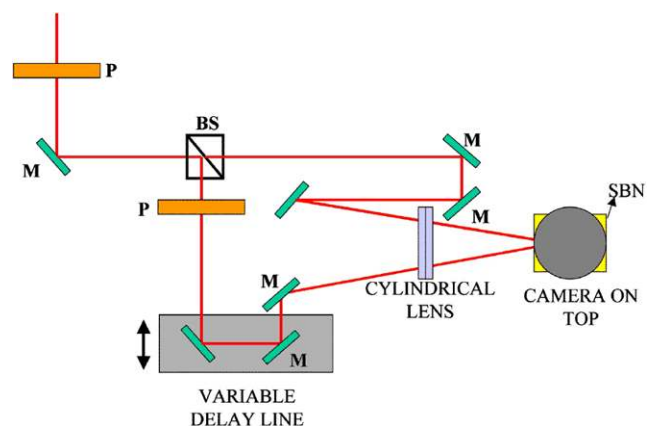 P
BS
M
M
SBN
P
M
M
CYLINDRICAL
LENS
CAMERA ON
TOP
M
VARIABLE
DELAY LINE